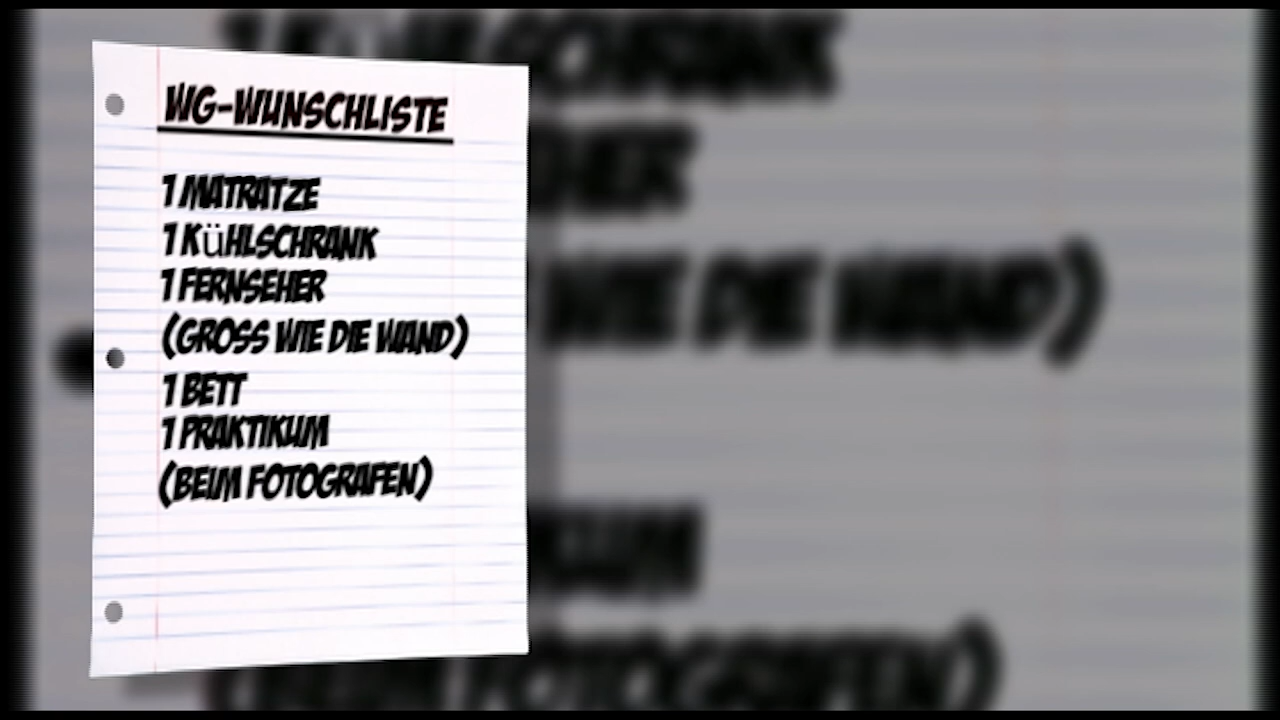 WG-WUNSCHLISTE
1 MATRATZE
1 KüHLSCHRANK
1 FERNSEHER
(GROSS WIE DIE WAND)
1 BETT
1 PRAKTIKUM
(BEIM FOTOGRAFEN)